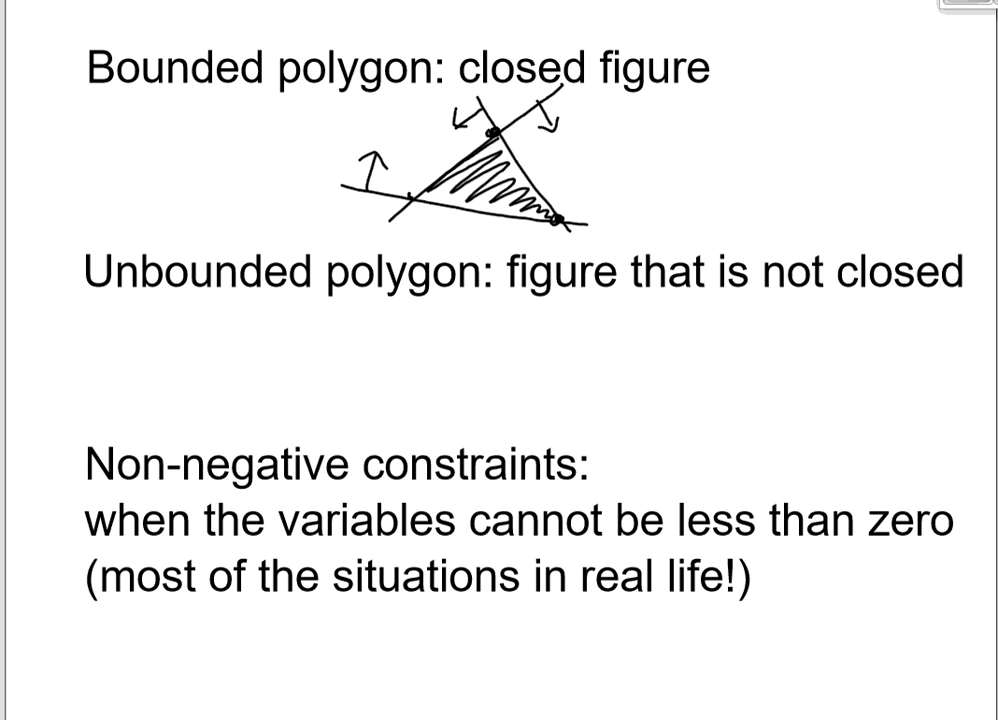 Bounded polygon: closed figure
Unbounded polygon: figure that is not closed
Non-negative constraints:
when the variables cannot be less than zero
(most of the situations in real life!)